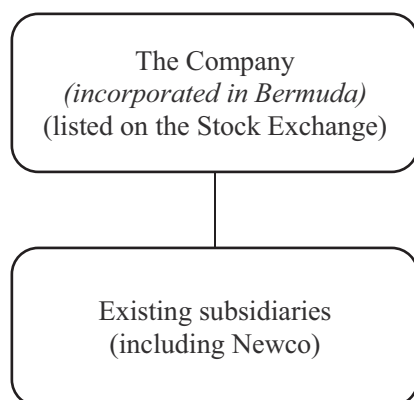 The Company
(incorporated in Bermuda)
(listed on the Stock Exchange)
Existing subsidiaries
(including Newco)